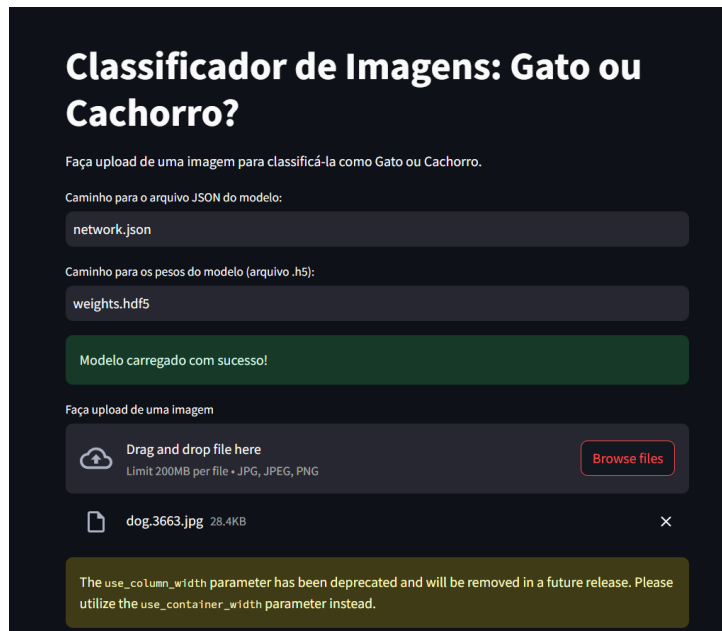 Classificador de Imagens: Gato ou
Cachorro?
Faça upload de uma imagem para classificá-la como Gato ou Cachorro.
Caminho para o arquivo JSON do modelo:
network.json
Caminho para os pesos do modelo (arquivo .h5):
weights.hdf5
Modelo carregado com sucesso!
Faça upload de uma imagem
Drag and drop file here
Limit 200MB per file • JPG, JPEG, PNG
Browse files
dog.3663.jpg 28.4KB
The use_column_width parameter has been deprecated and will be removed in a future release. Please
utilize the use_container_width parameter instead.